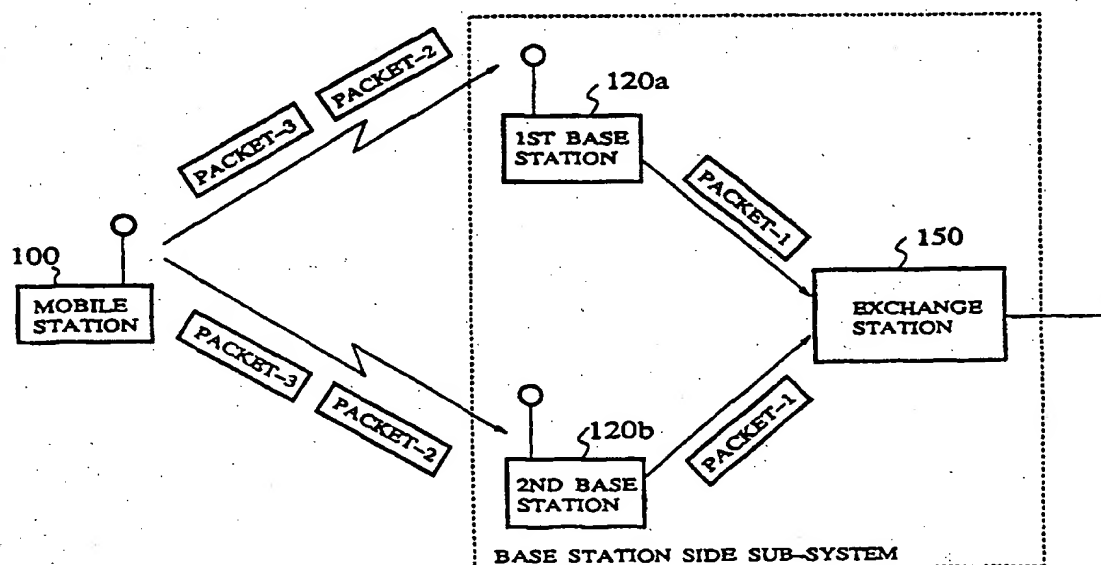 PACKET-3
PACKET-2
120a
1ST BASE
STATION
PACKET-1
100
MOBILE
STATION
150
EXCHANGE
STATION
PACKET-3
PACKET-2
120b
2ND BASE
STATION
PACKET-1
BASE STATION SIDE SUB-SYSTEM